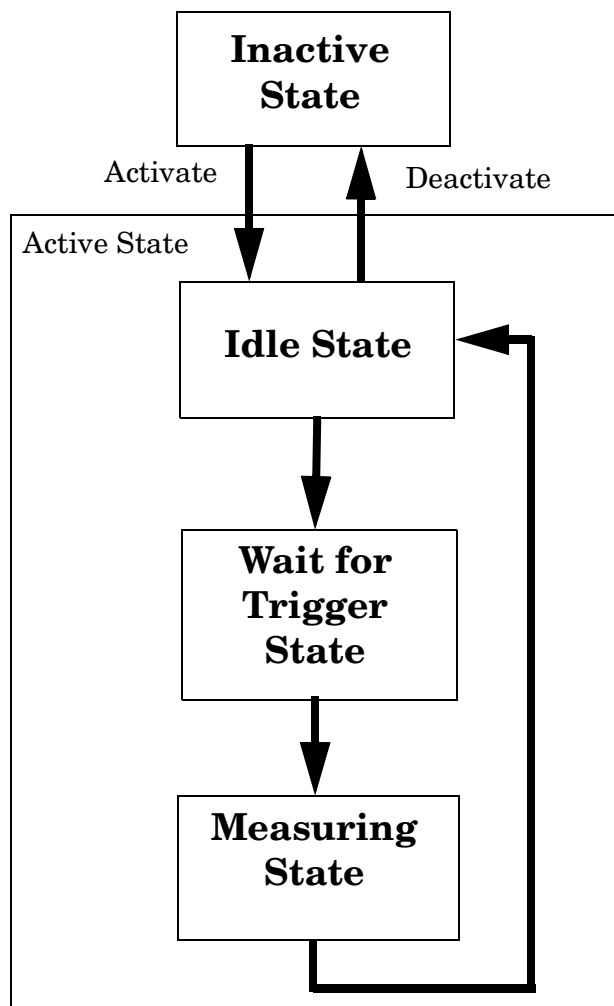 Inactive
State
Activate
Deactivate
Active State
Idle State
Wait for
Trigger
State
Measuring
State